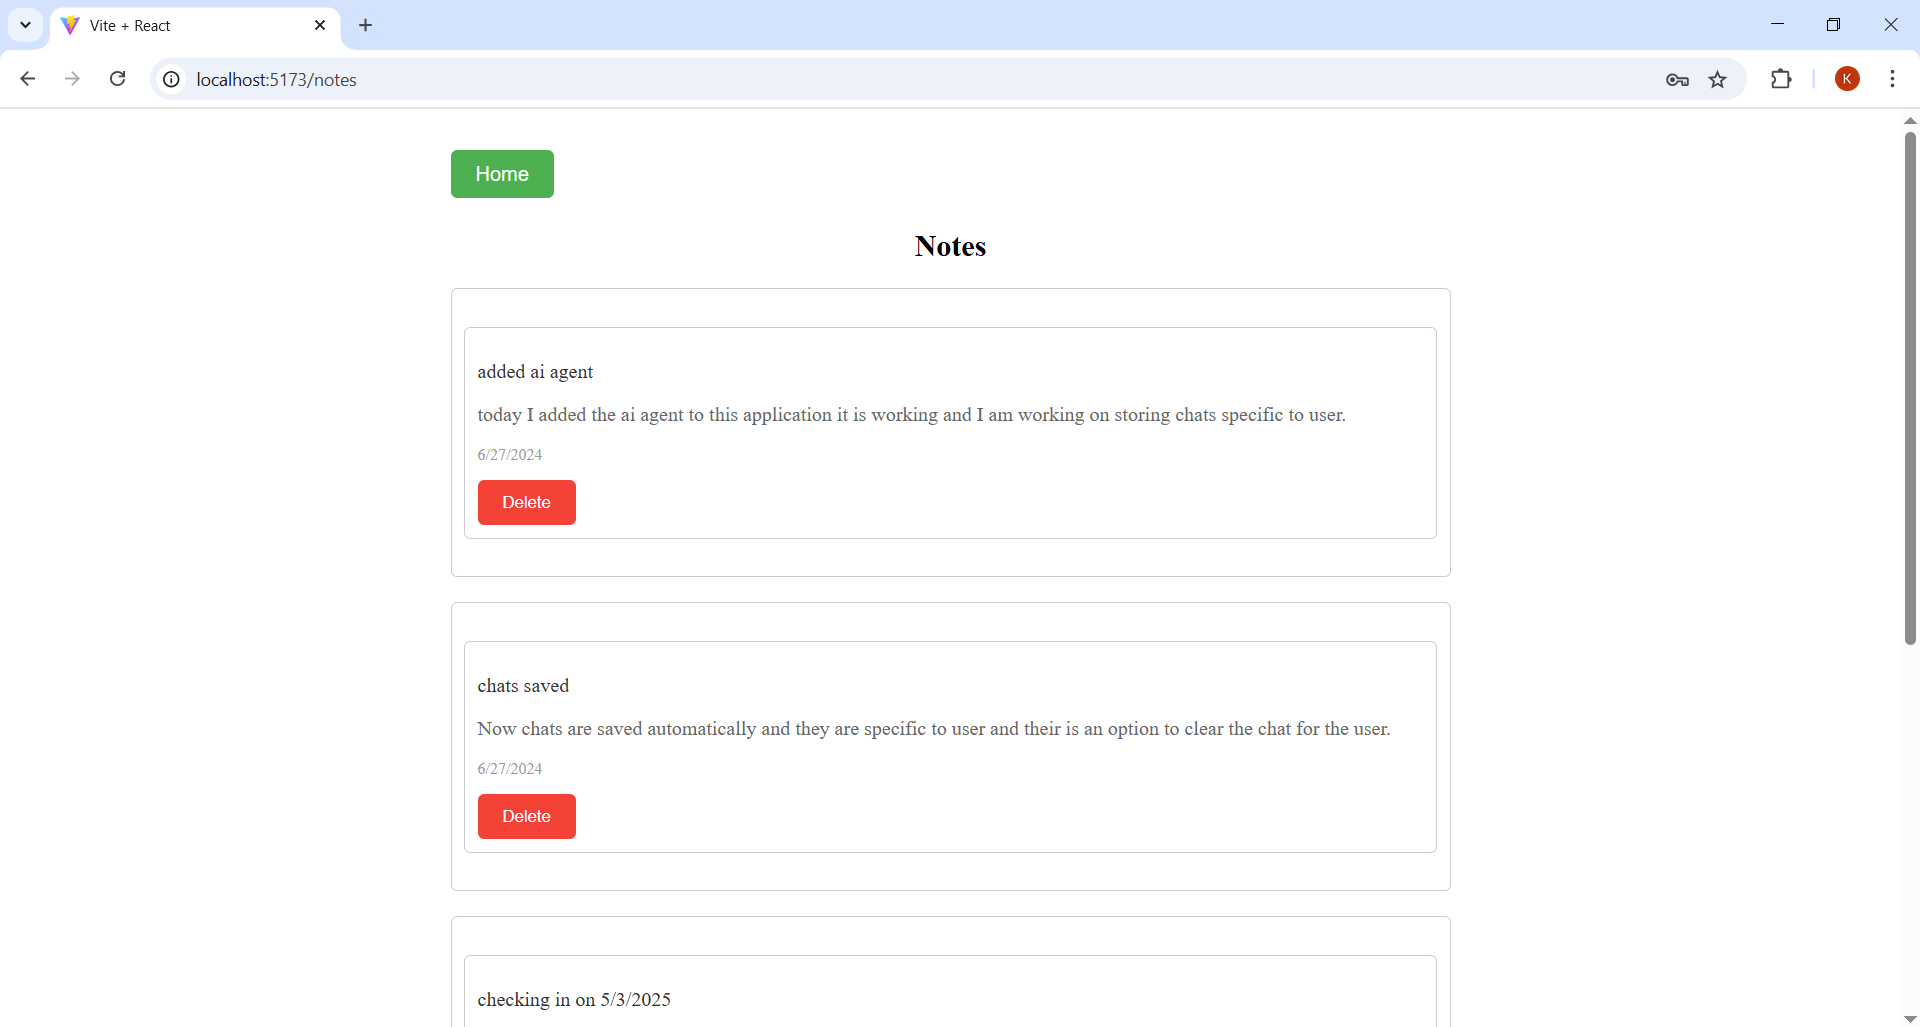 Vite + React
localhost:5173/notes
K
Home
Notes
added ai agent
today I added the ai agent to this application it is working and I am working on storing chats specific to user.
6/27/2024
Delete
chats saved
Now chats are saved automatically and they are specific to user and their is an option to clear the chat for the user.
6/27/2024
Delete
checking in on 5/3/2025